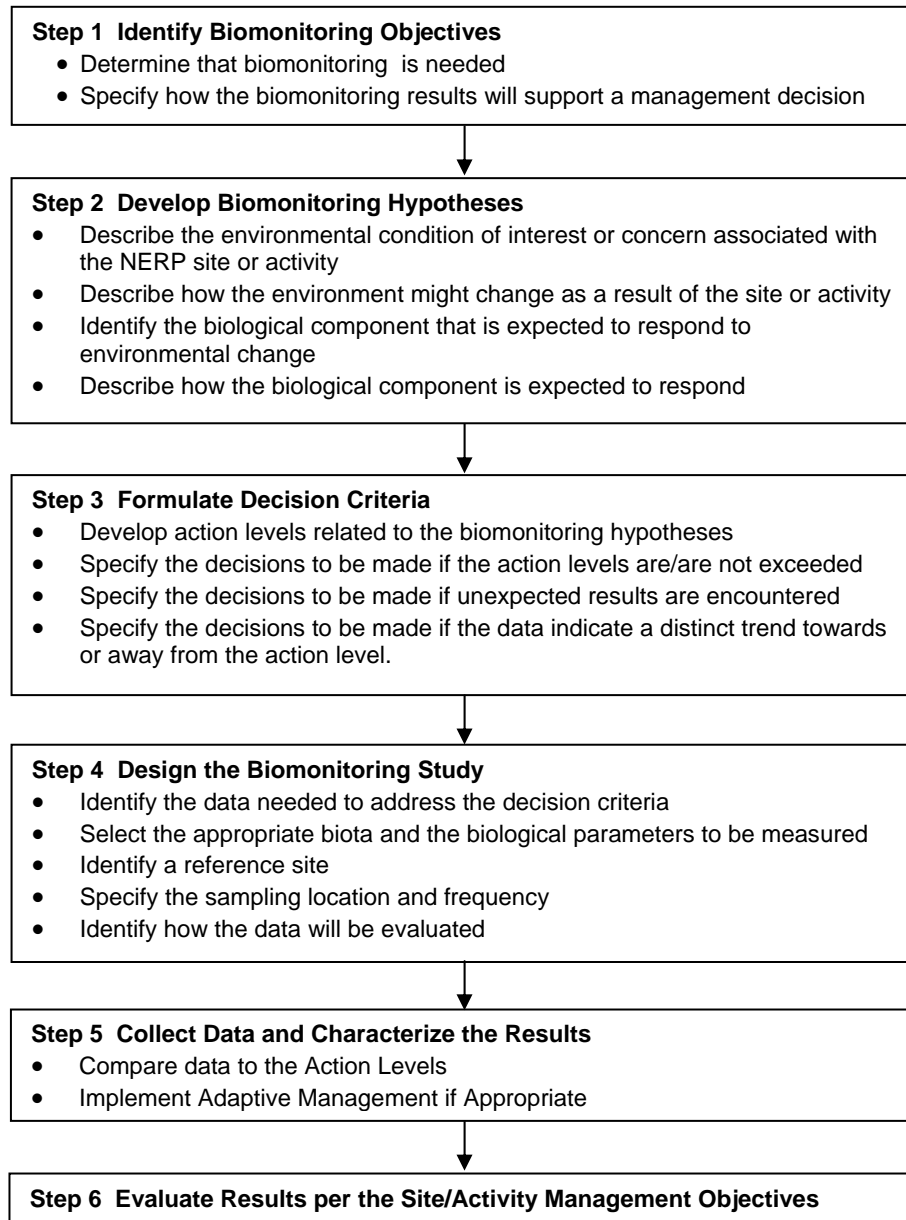 Step 1 Identify Biomonitoring Objectives
• Determine that biomonitoring is needed
• Specify how the biomonitoring results will support a management decision
Step 2 Develop Biomonitoring Hypotheses
• Describe the environmental condition of interest or concern associated with
the NERP site or activity
• Describe how the environment might change as a result of the site or activity
• Identify the biological component that is expected to respond to
environmental change
• Describe how the biological component is expected to respond
Step 3 Formulate Decision Criteria
• Develop action levels related to the biomonitoring hypotheses
• Specify the decisions to be made if the action levels are/are not exceeded
• Specify the decisions to be made if unexpected results are encountered
• Specify the decisions to be made if the data indicate a distinct trend towards
or away from the action level.
Step 4 Design the Biomonitoring Study
• Identify the data needed to address the decision criteria
• Select the appropriate biota and the biological parameters to be measured
• Identify a reference site
• Specify the sampling location and frequency
• Identify how the data will be evaluated
Step 5 Collect Data and Characterize the Results
• Compare data to the Action Levels
• Implement Adaptive Management if Appropriate
Step 6 Evaluate Results per the Site/Activity Management Objectives